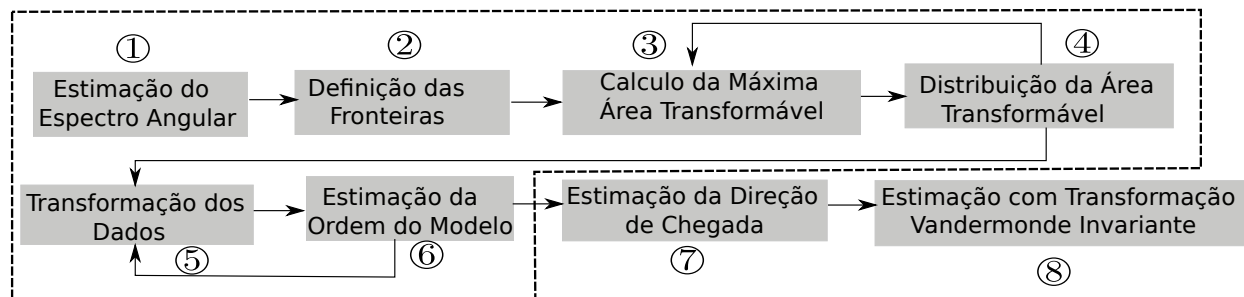 ①
Estimação do
Espectro Angular
②
Definição das
Fronteiras
③
Calculo da Máxima
Área Transformável
④
Distribuição da Área
Transformável
Transformação dos
Dados
⑤
Estimação da
Ordem do Modelo
⑥
Estimação da Direção
de Chegada
⑦
Estimação com Transformação
Vandermonde Invariante
⑧